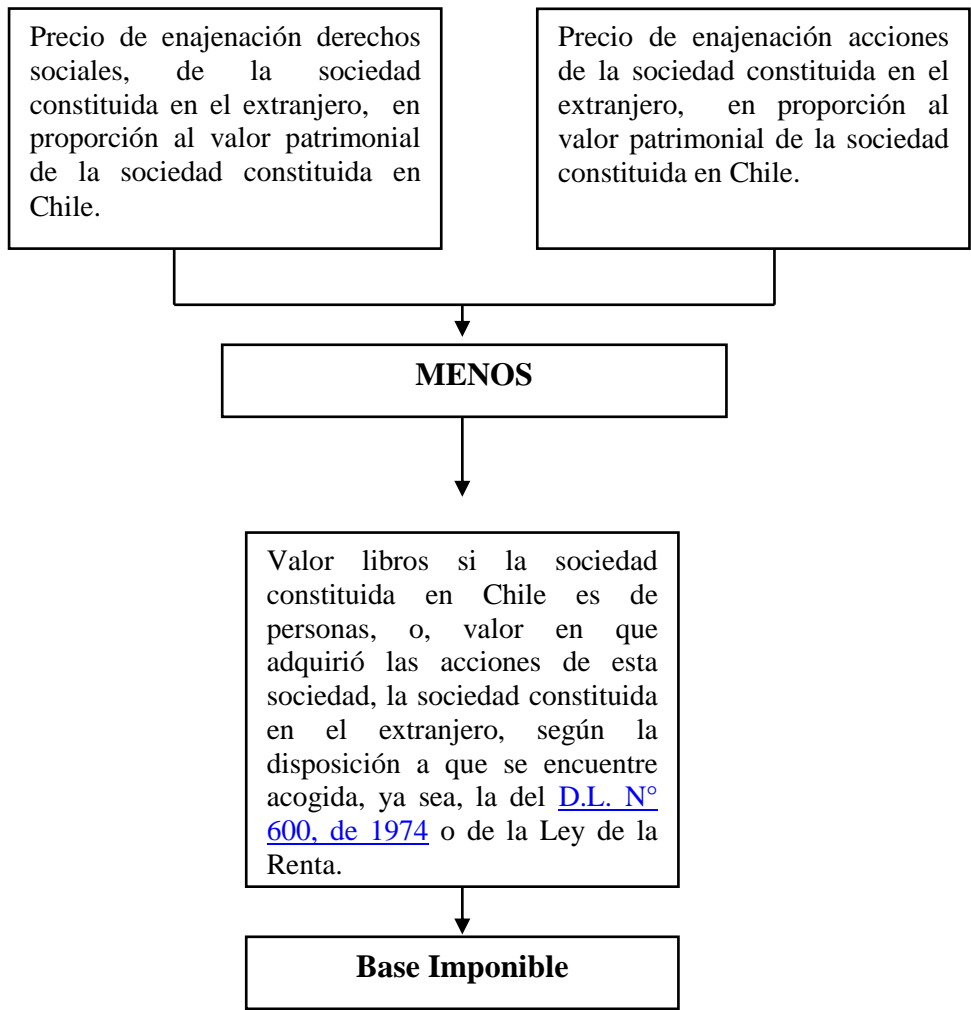 Precio de enajenación derechos
sociales, de la sociedad
constituida en el extranjero, en
proporción al valor patrimonial
de la sociedad constituida en
Chile.
Precio de enajenación acciones
de la sociedad constituida en el
extranjero, en proporción al
valor patrimonial de la sociedad
constituida en Chile.
MENOS
Valor libros si la sociedad
constituida en Chile es de
personas, o, valor en que
adquirió las acciones de esta
sociedad, la sociedad constituida
en el extranjero, según la
disposición a que se encuentre
acogida, ya sea, la del D.L. N°
600, de 1974 o de la Ley de la
Renta.
Base Imponible